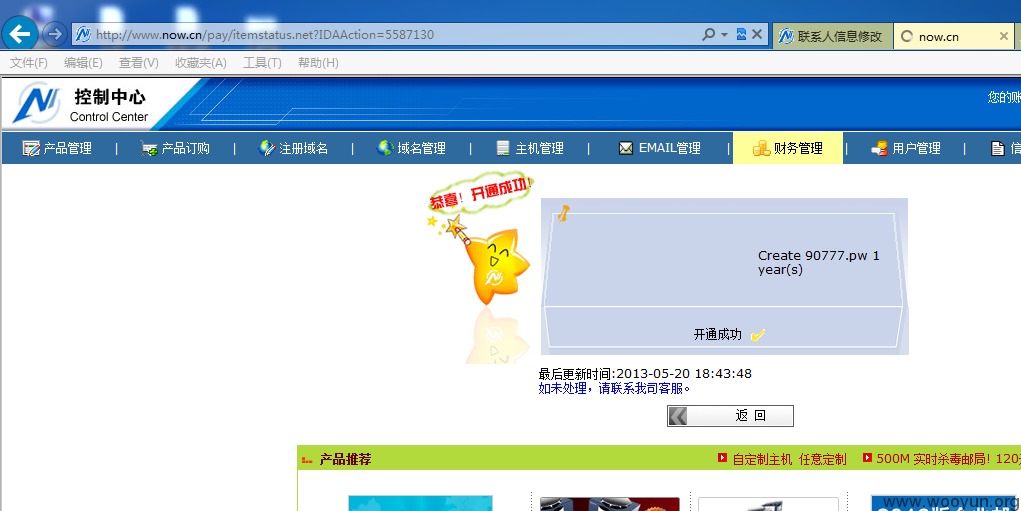 http://www.now.cn/pay/itemstatus.net?IDAAction=5587130
联系人信息修改
now.cn
文件(F) 编辑(E) 查看(V) 收藏夹(A) 工具(T) 帮助(H)
控制中心
Control Center
您的账
产品管理 | 产品订购 | 注册域名 | 域名管理 | 主机管理 | EMAIL管理 | 财务管理 | 用户管理 | 信
恭喜！开通成功！
Create 90777.pw 1
year(s)
开通成功
最后更新时间:2013-05-20 18:43:48
如未处理，请联系我司客服。
返 回
产品推荐
自定制主机 任意定制
500M 实时杀毒邮局! 120
www.wooyun.org